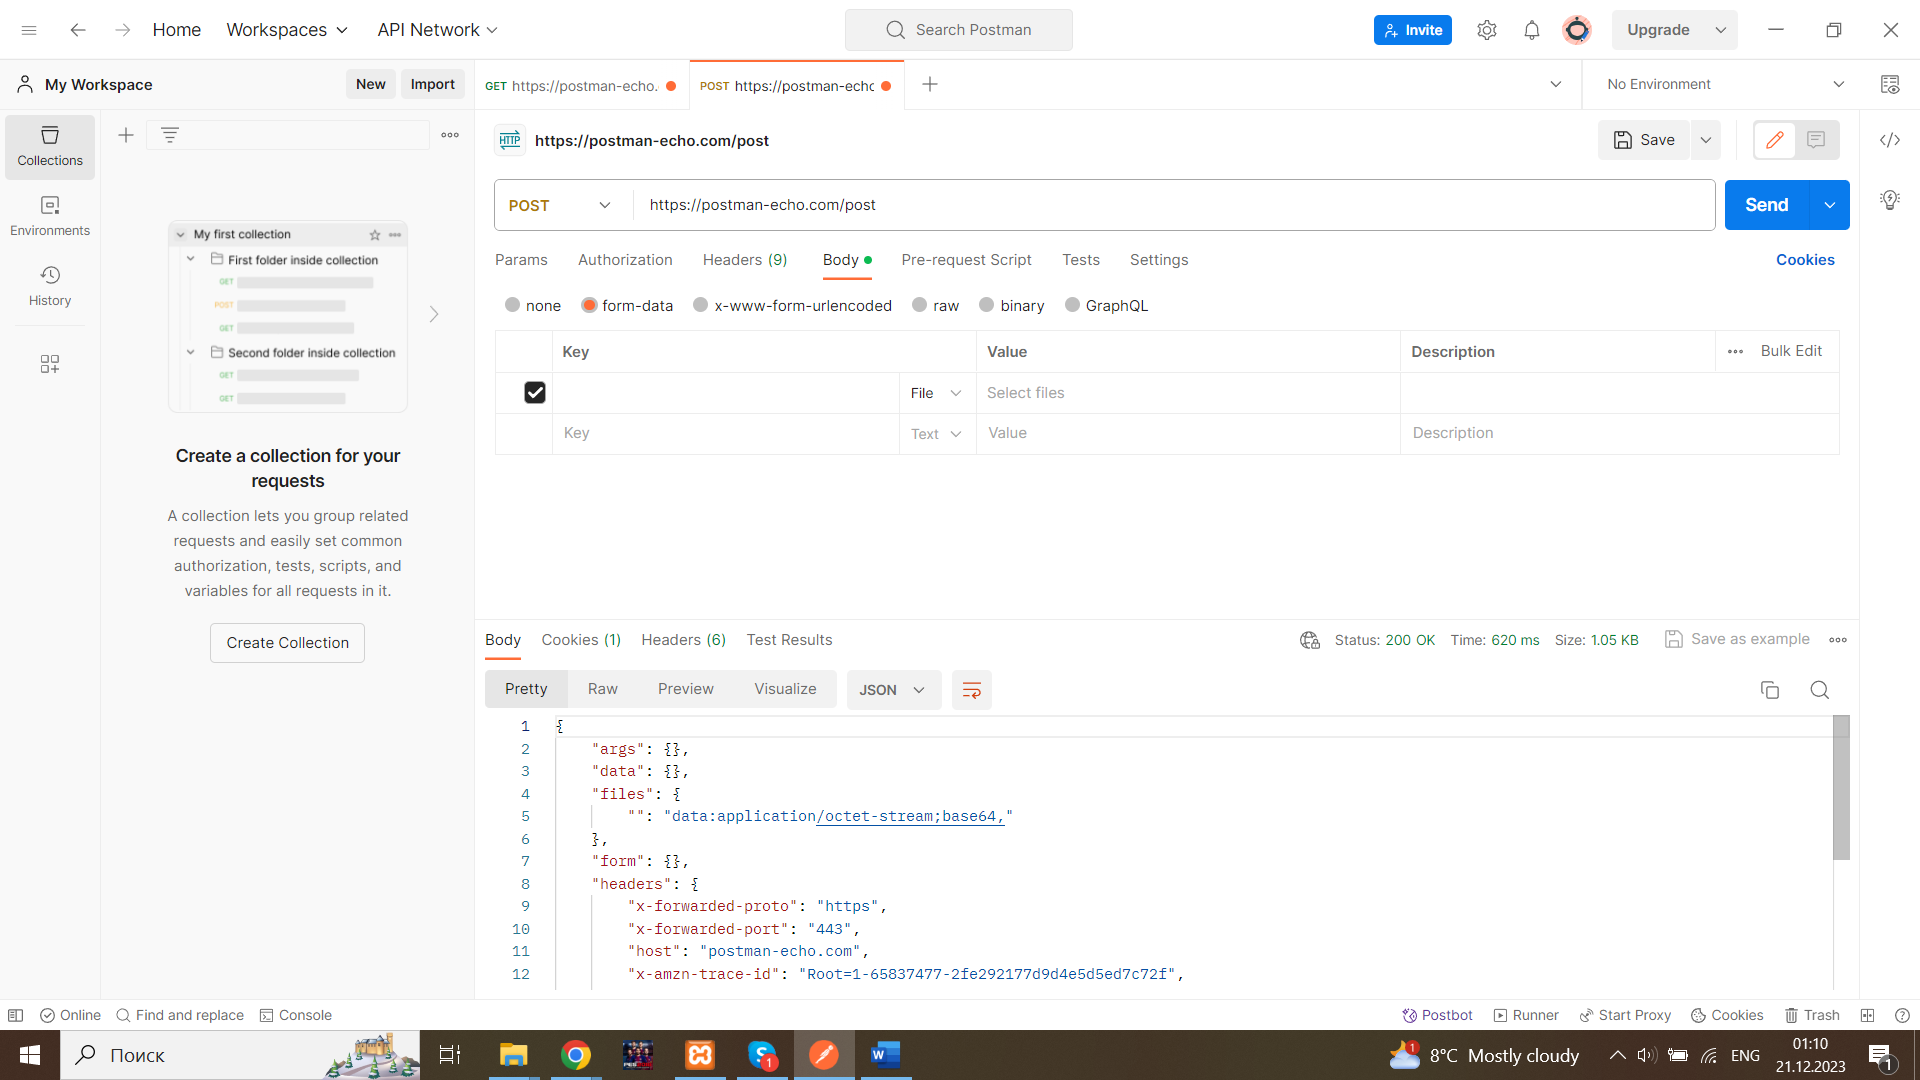 Home
Workspaces
API Network
Search Postman
Invite
Upgrade
My Workspace
New
Import
GET https://postman-echo.
POST https://postman-echo
No Environment
Collections
Environments
History
My first collection
First folder inside collection
GET
POST
GET
Second folder inside collection
GET
GET
Create a collection for your
requests
A collection lets you group related
requests and easily set common
authorization, tests, scripts, and
variables for all requests in it.
Create Collection
HTTP
https://postman-echo.com/post
Save
POST
https://postman-echo.com/post
Send
Params
Authorization
Headers (9)
Body
Pre-request Script
Tests
Settings
Cookies
none
form-data
x-www-form-urlencoded
raw
binary
GraphQL
Key
Value
Description
Bulk Edit
File
Select files
Key
Text
Value
Description
Body
Cookies (1)
Headers (6)
Test Results
Status: 200 OK
Time: 620 ms
Size: 1.05 KB
Save as example
Pretty
Raw
Preview
Visualize
JSON
1 {
2 "args": {},
3 "data": {},
4 "files": {
5 "": "data:application/octet-stream;base64,"
6 },
7 "form": {},
8 "headers": {
9 "x-forwarded-proto": "https",
10 "x-forwarded-port": "443",
11 "host": "postman-echo.com",
12 "x-amzn-trace-id": "Root=1-65837477-2fe292177d9d4e5d5ed7c72f",
Online
Find and replace
Console
Postbot
Runner
Start Proxy
Cookies
Trash
Поиск
1
W
1
8°C Mostly cloudy
ENG
01:10
21.12.2023
1